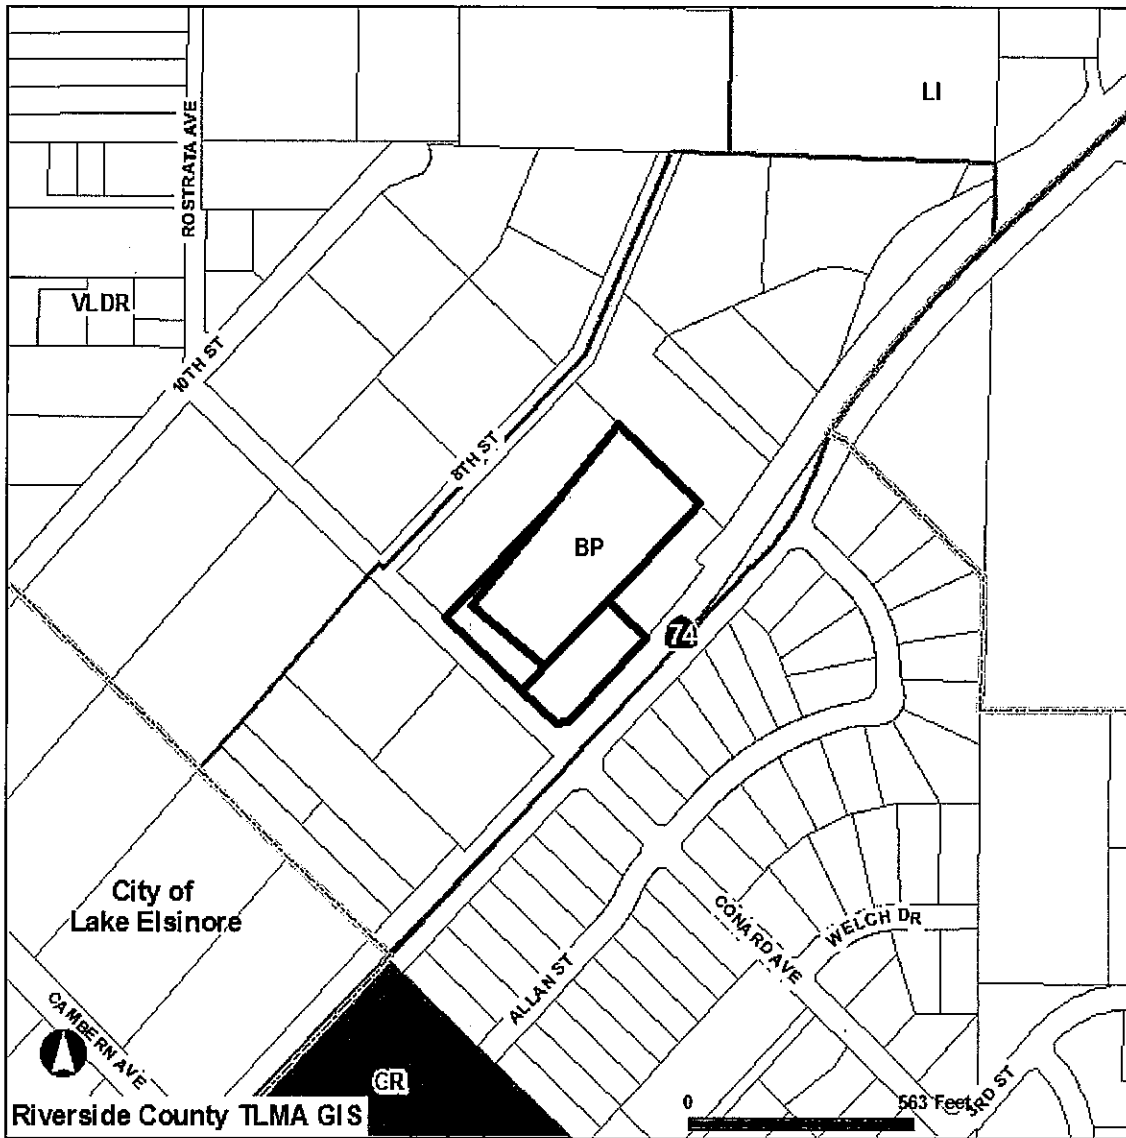 LI
ROSTRATA AVE
VLDR
10TH ST
8TH ST
BP
74
City of
Lake Elsinore
CONARD AVE
WELCH DR
ALLAN ST
CAMBERN AVE
CR
3RD ST
0 563 Feet
Riverside County TLMA GIS